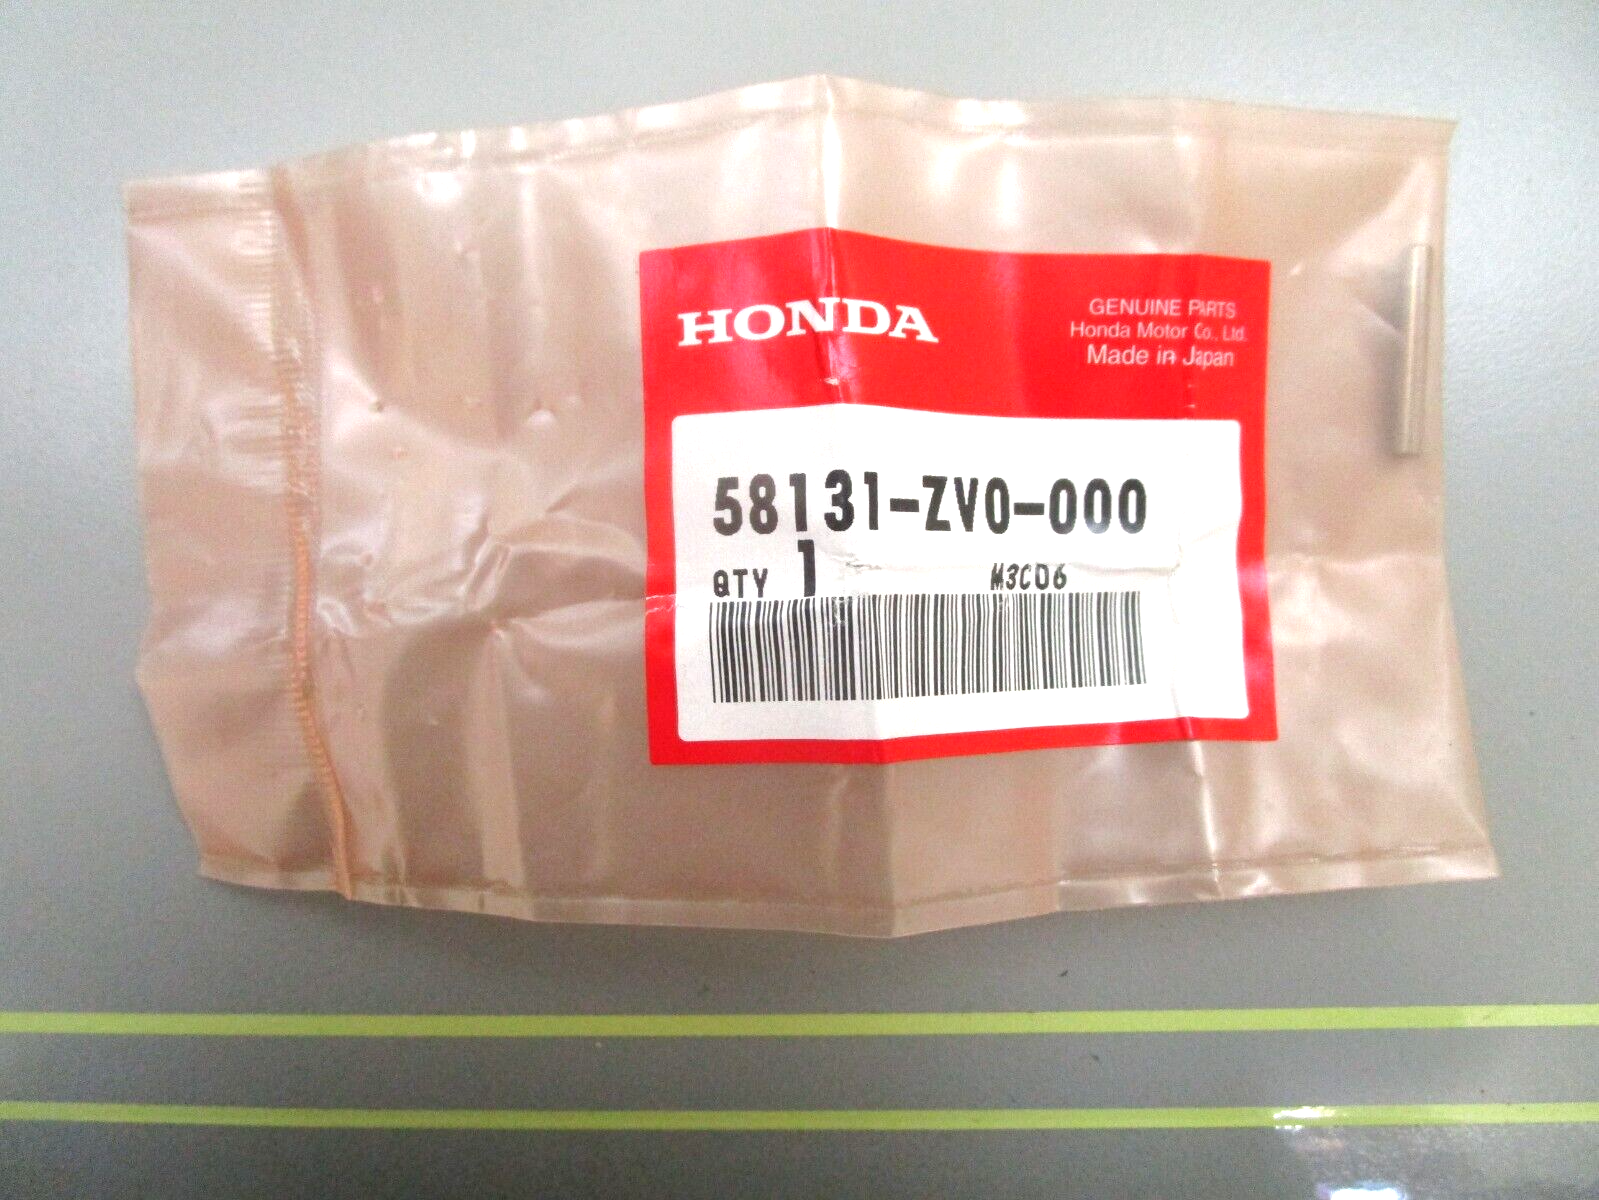 HONDA
GENUINE PARTS
Honda Motor Co., Ltd.
Made in Japan
58131-ZV0-000
QTY 1 M3C06